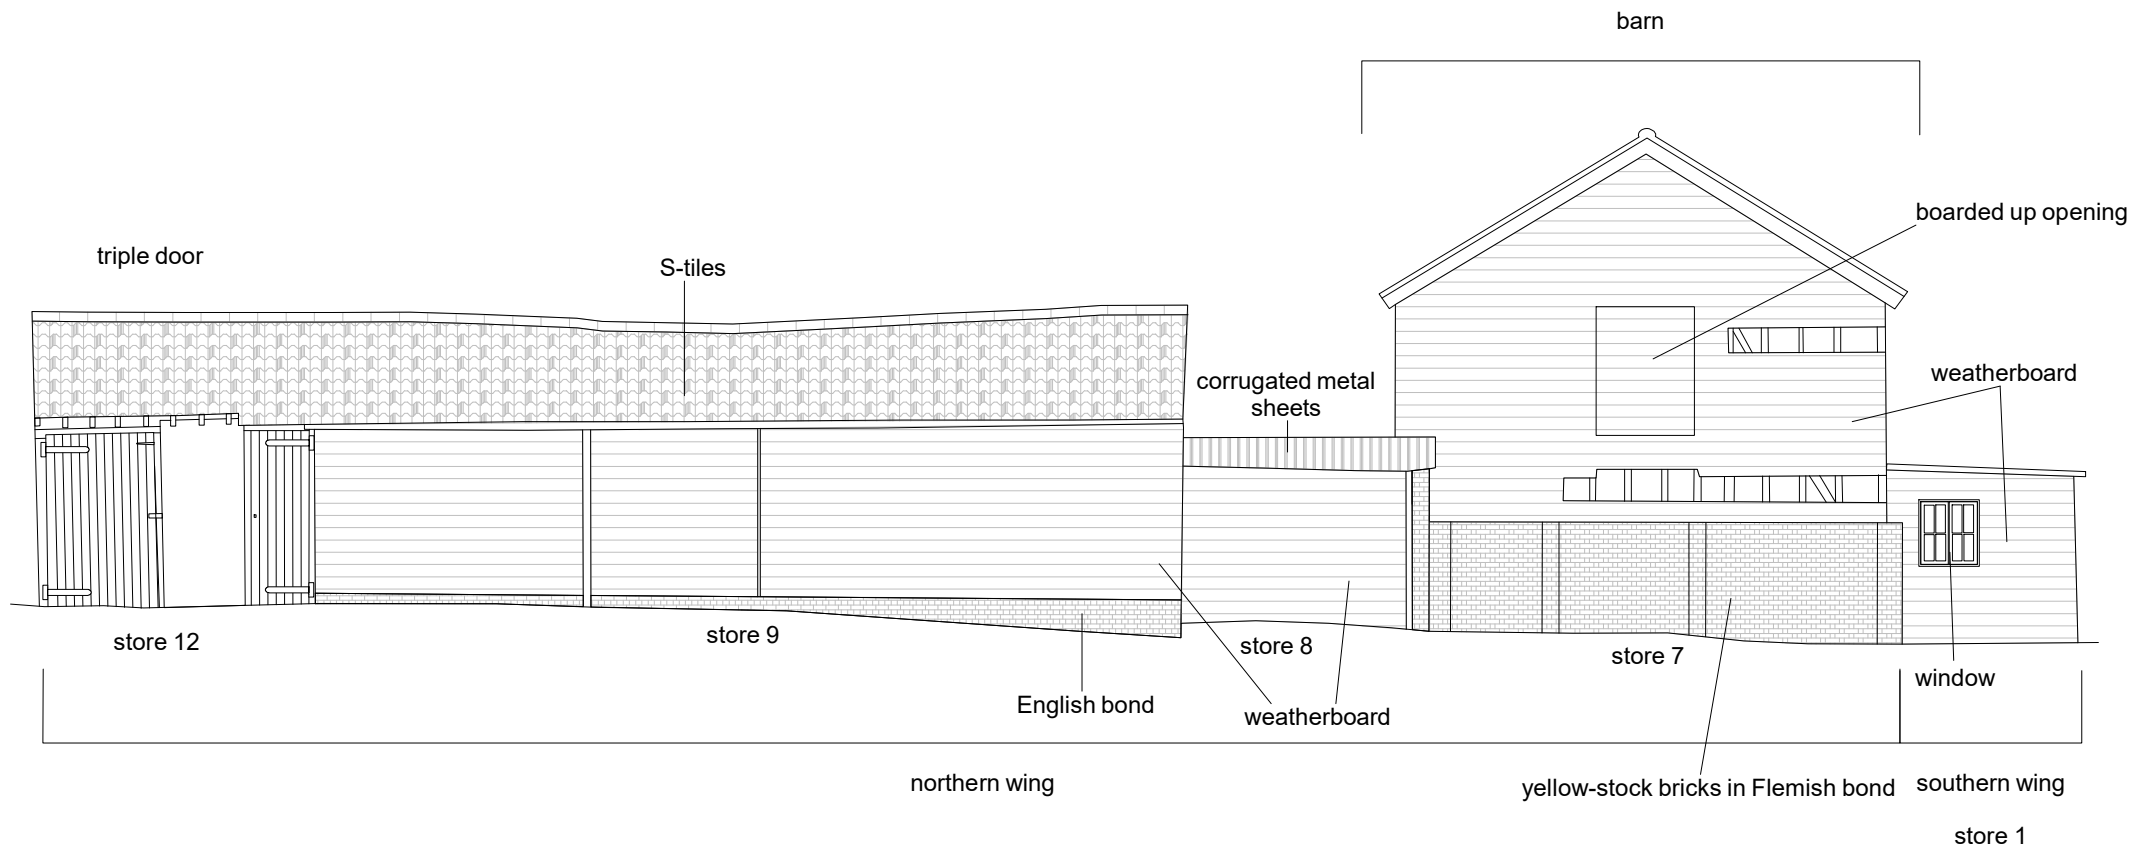 barn
boarded up opening
triple door
S-tiles
weatherboard
corrugated metal
sheets
store 12
store 9
store 8
store 7
window
English bond
weatherboard
northern wing
yellow-stock bricks in Flemish bond
southern wing
store 1